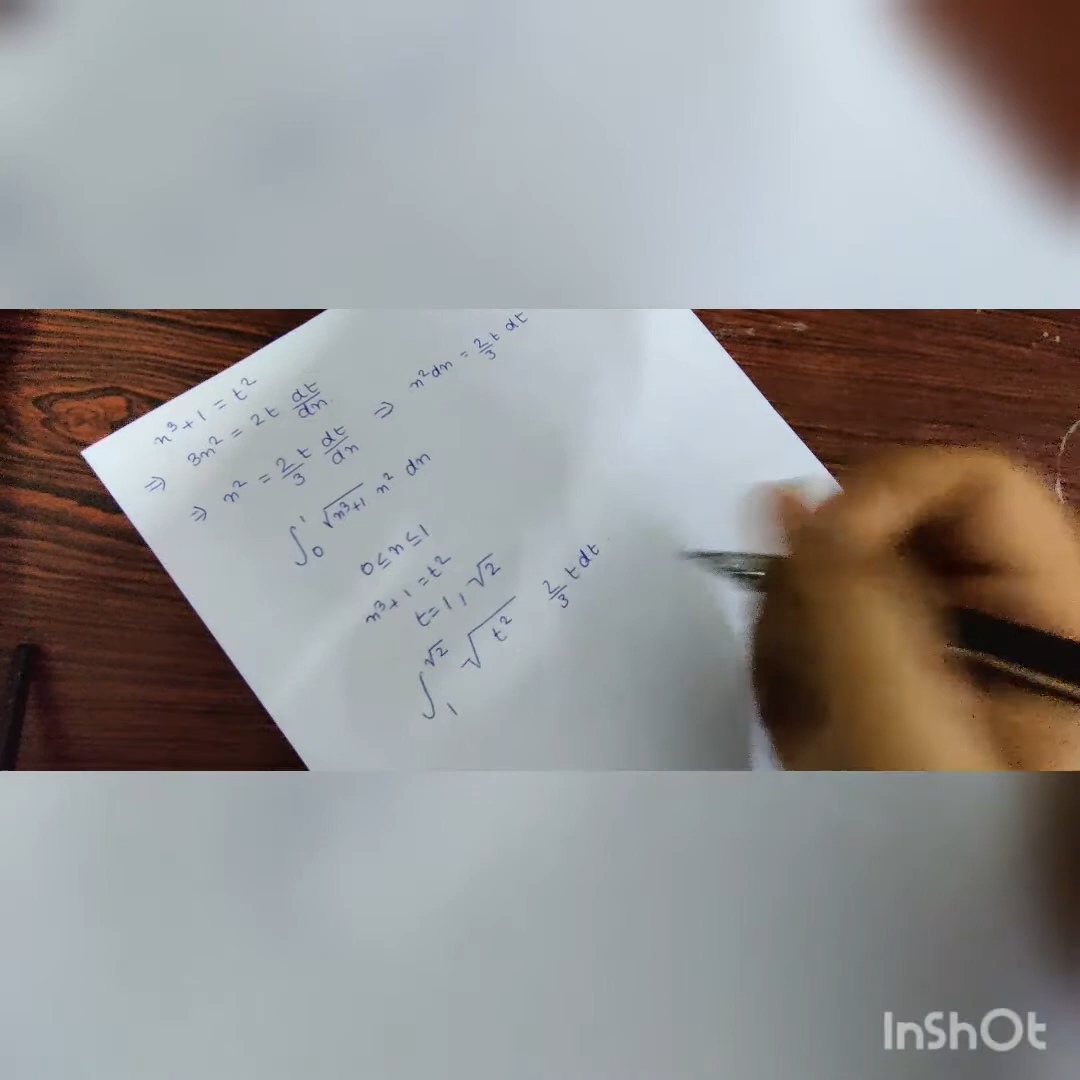 x³+1 = t²
⇒ 3x² = 2t dt/dx
⇒ x² = 2/3 t dt/dx ⇒ x²dx = 2/3 t dt
∫₀¹ √(x³+1) x² dx
0≤x≤1
x³+1 = t²
t=1, √2
∫₁^√2 √(t²) 2/3 t dt
InShOt